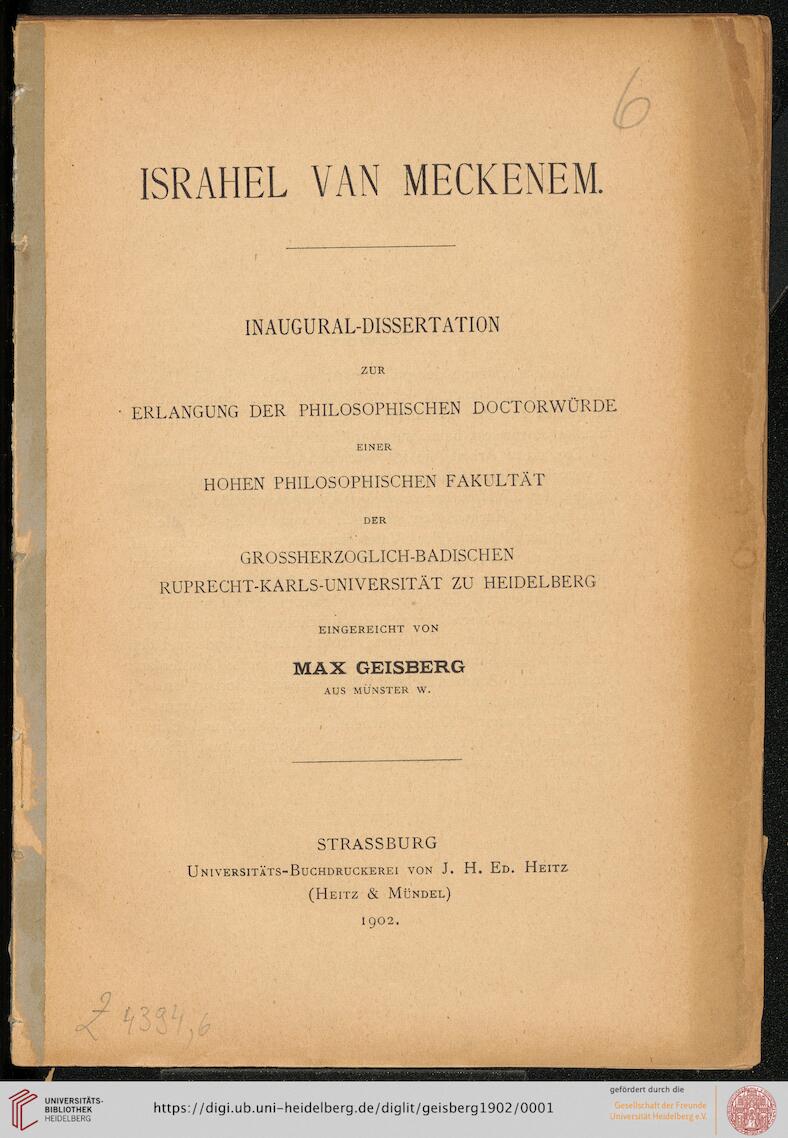 6
ISRAHEL VAN MECKENEM.
INAUGURAL-DISSERTATION
ZUR
ERLANGUNG DER PHILOSOPHISCHEN DOCTORWÜRDE
EINER
HOHEN PHILOSOPHISCHEN FAKULTÄT
DER
GROSSHERZOGLICH-BADISCHEN
RUPRECHT-KARLS-UNIVERSITÄT ZU HEIDELBERG
EINGEREICHT VON
MAX GEISBERG
AUS MÜNSTER W.
STRASSBURG
UNIVERSITÄTS-BUCHDRUCKEREI VON J. H. ED. HEITZ
(HEITZ & MÜNDEL)
1902.
Z 4394,6
UNIVERSITÄTS-
BIBLIOTHEK
HEIDELBERG
https://digi.ub.uni-heidelberg.de/diglit/geisberg1902/0001
gefördert durch die
Gesellschaft der Freunde
Universität Heidelberg e.V.